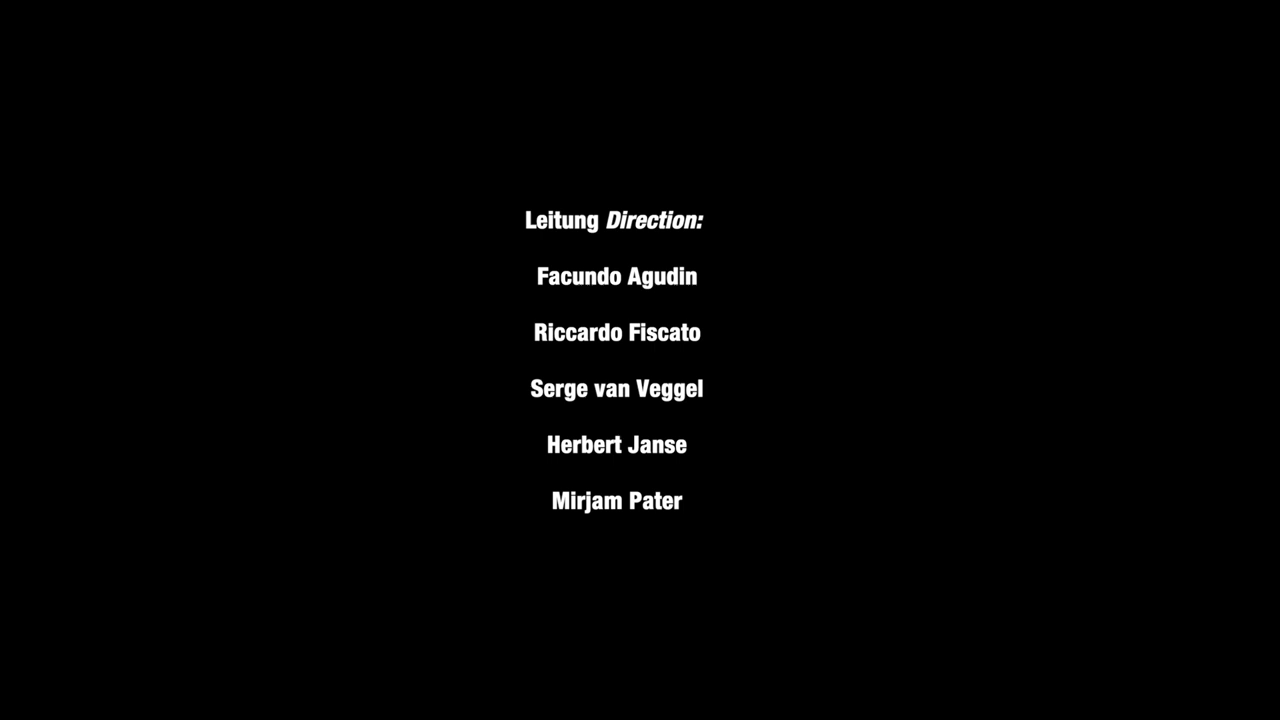 Leitung Direction:
Facundo Agudin
Riccardo Fiscato
Serge van Veggel
Herbert Janse
Mirjam Pater